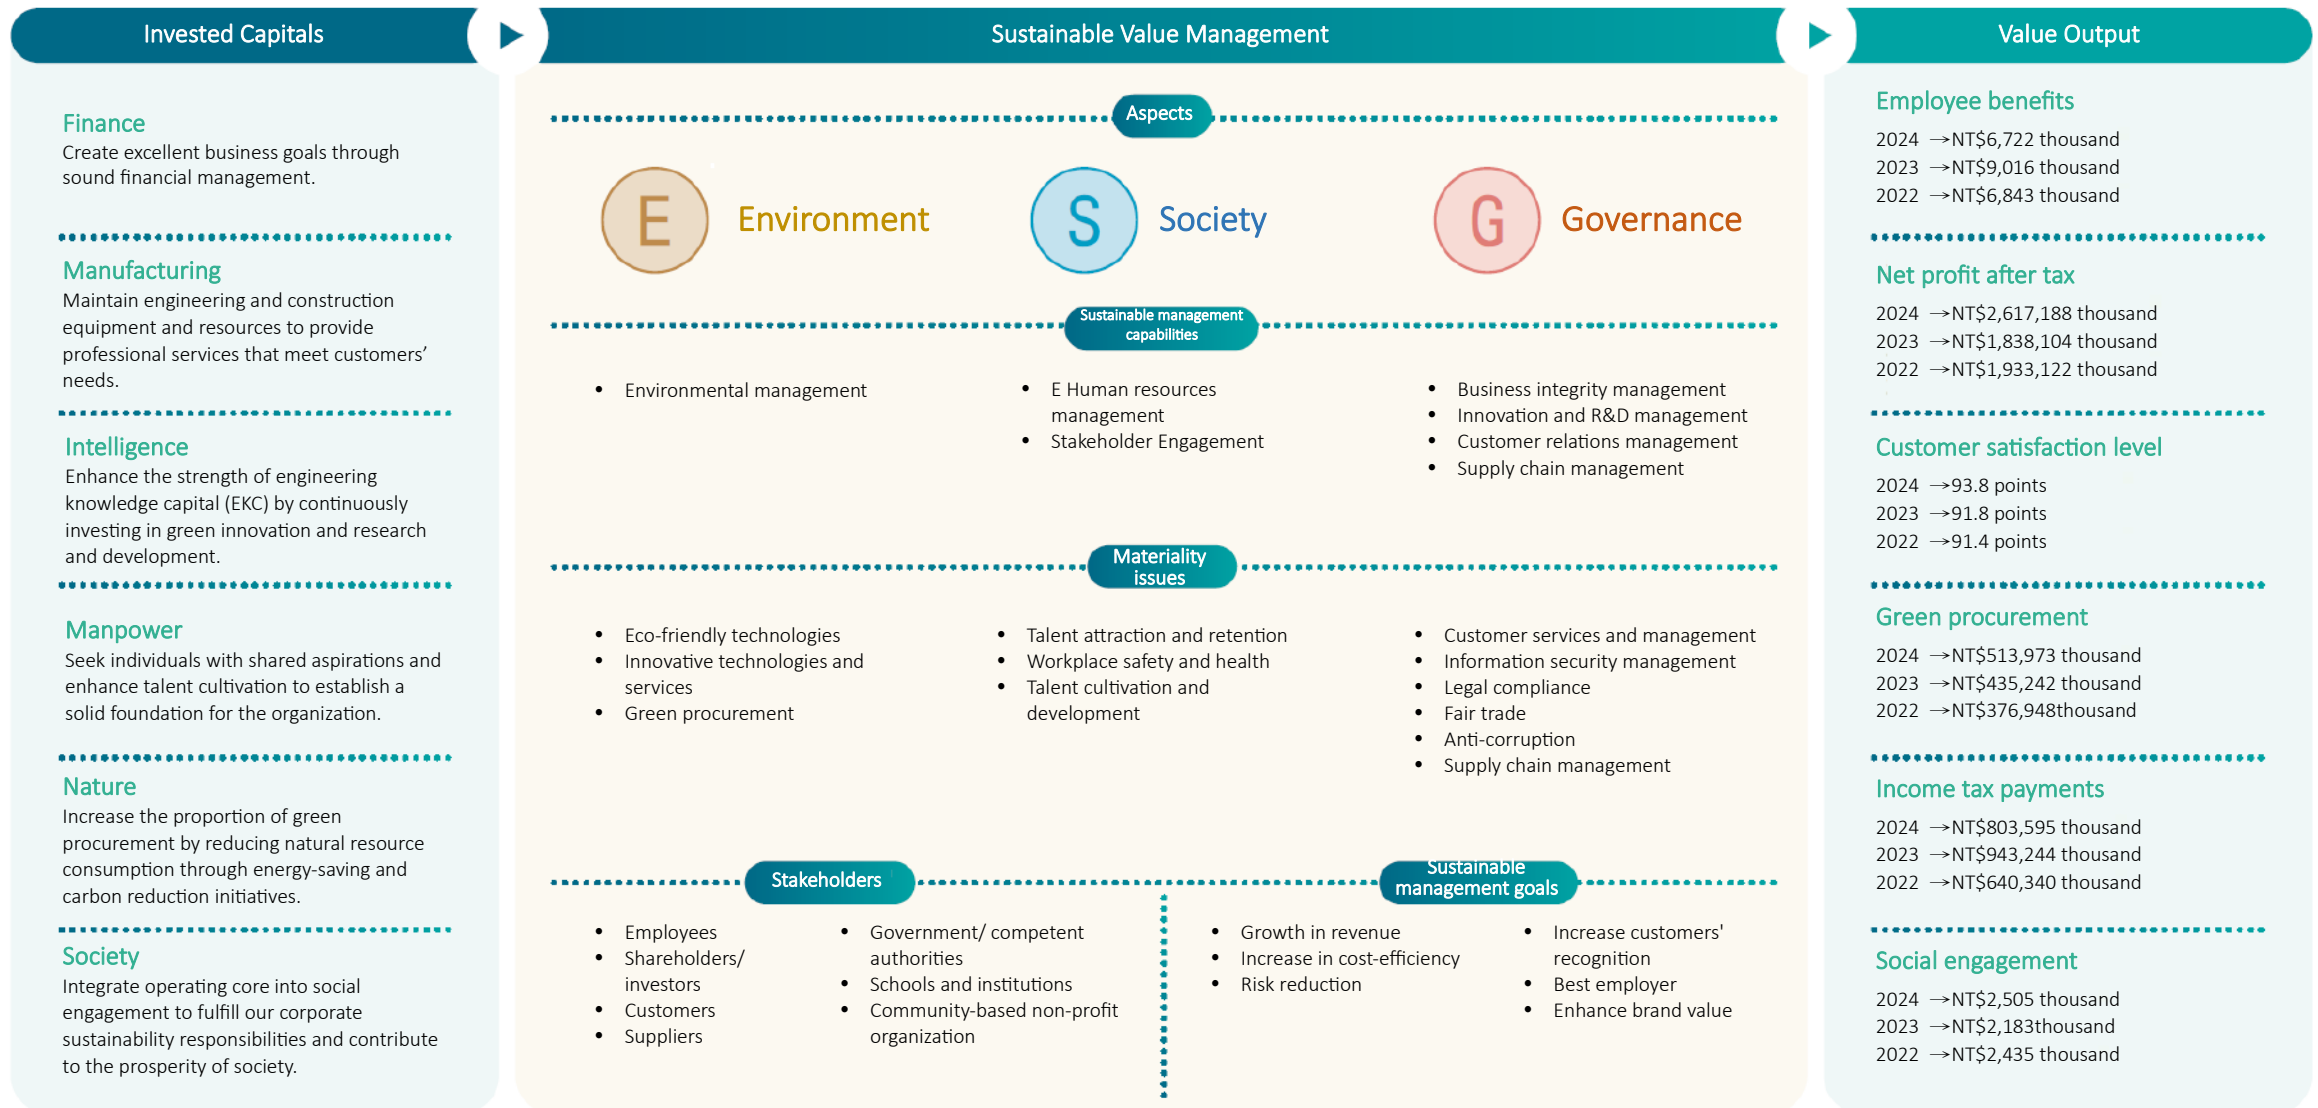 Invested Capitals
Sustainable Value Management
Value Output
Finance
Create excellent business goals through
sound financial management.
Manufacturing
Maintain engineering and construction
equipment and resources to provide
professional services that meet customers’
needs.
Intelligence
Enhance the strength of engineering
knowledge capital (EKC) by continuously
investing in green innovation and research
and development.
Manpower
Seek individuals with shared aspirations and
enhance talent cultivation to establish a
solid foundation for the organization.
Nature
Increase the proportion of green
procurement by reducing natural resource
consumption through energy-saving and
carbon reduction initiatives.
Society
Integrate operating core into social
engagement to fulfill our corporate
sustainability responsibilities and contribute
to the prosperity of society.
Aspects
E Environment
S Society
G Governance
Sustainable management
capabilities
• Environmental management
• E Human resources
management
• Stakeholder Engagement
• Business integrity management
• Innovation and R&D management
• Customer relations management
• Supply chain management
Materiality
issues
• Eco-friendly technologies
• Innovative technologies and
services
• Green procurement
• Talent attraction and retention
• Workplace safety and health
• Talent cultivation and
development
• Customer services and management
• Information security management
• Legal compliance
• Fair trade
• Anti-corruption
• Supply chain management
Stakeholders
• Employees
• Shareholders/
investors
• Customers
• Suppliers
• Government/ competent
authorities
• Schools and institutions
• Community-based non-profit
organization
Sustainable
management goals
• Growth in revenue
• Increase in cost-efficiency
• Risk reduction
• Increase customers'
recognition
• Best employer
• Enhance brand value
Employee benefits
2024 →NT$6,722 thousand
2023 →NT$9,016 thousand
2022 →NT$6,843 thousand
Net profit after tax
2024 →NT$2,617,188 thousand
2023 →NT$1,838,104 thousand
2022 →NT$1,933,122 thousand
Customer satisfaction level
2024 →93.8 points
2023 →91.8 points
2022 →91.4 points
Green procurement
2024 →NT$513,973 thousand
2023 →NT$435,242 thousand
2022 →NT$376,948thousand
Income tax payments
2024 →NT$803,595 thousand
2023 →NT$943,244 thousand
2022 →NT$640,340 thousand
Social engagement
2024 →NT$2,505 thousand
2023 →NT$2,183thousand
2022 →NT$2,435 thousand